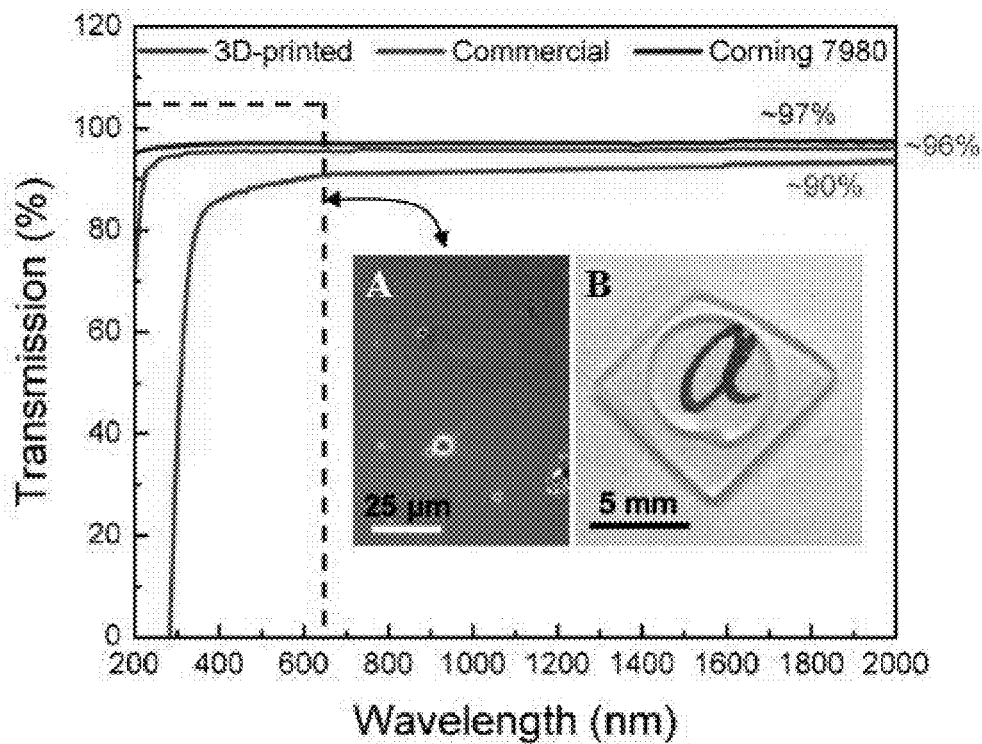 120
3D-printed Commercial Corning 7980
100
~97%
~96%
~90%
80
A B
60
a
40
25 µm 5 mm
20
0
200 400 600 800 1000 1200 1400 1600 1800 2000
Transmission (%)
Wavelength (nm)